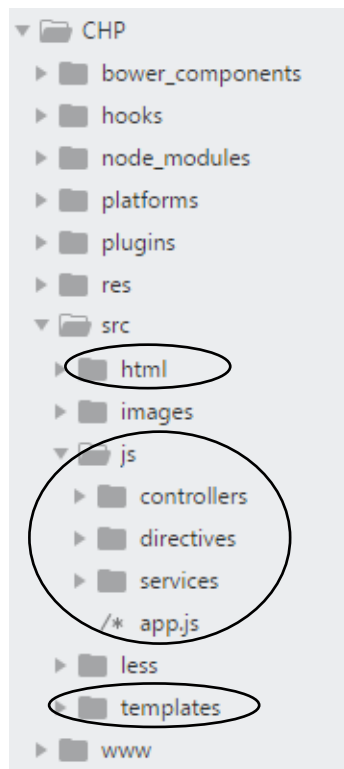 CHP
bower_components
hooks
node_modules
platforms
plugins
res
src
html
images
js
controllers
directives
services
/* app.js
less
templates
www